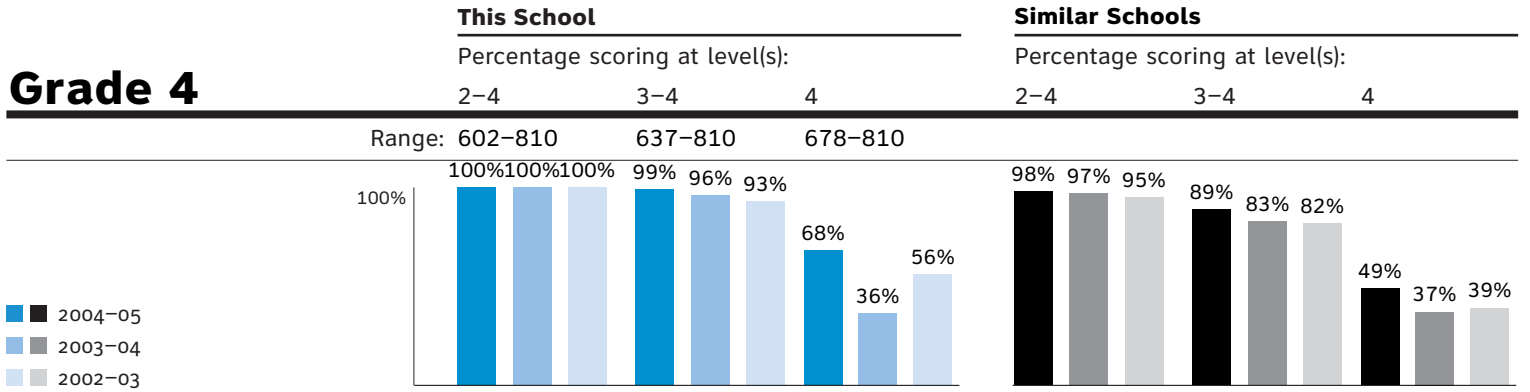 This School Similar Schools
Percentage scoring at level(s): Percentage scoring at level(s):
Grade 4 2–4 3–4 4 2–4 3–4 4
Range: 602–810 637–810 678–810
100% 100% 100% 99% 96% 93% 68% 36% 56% 98% 97% 95% 89% 83% 82% 49% 37% 39%
100%
2004–05
2003–04
2002–03